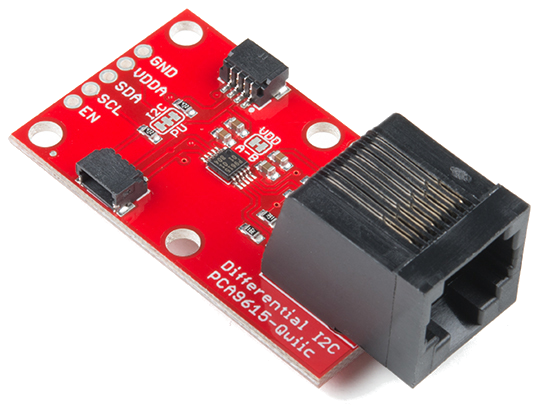 GND
VDDA
SDA
SCL
EN
I2C
PU
VDD
A-B
Differential I2C
PCA9615-Qwiic